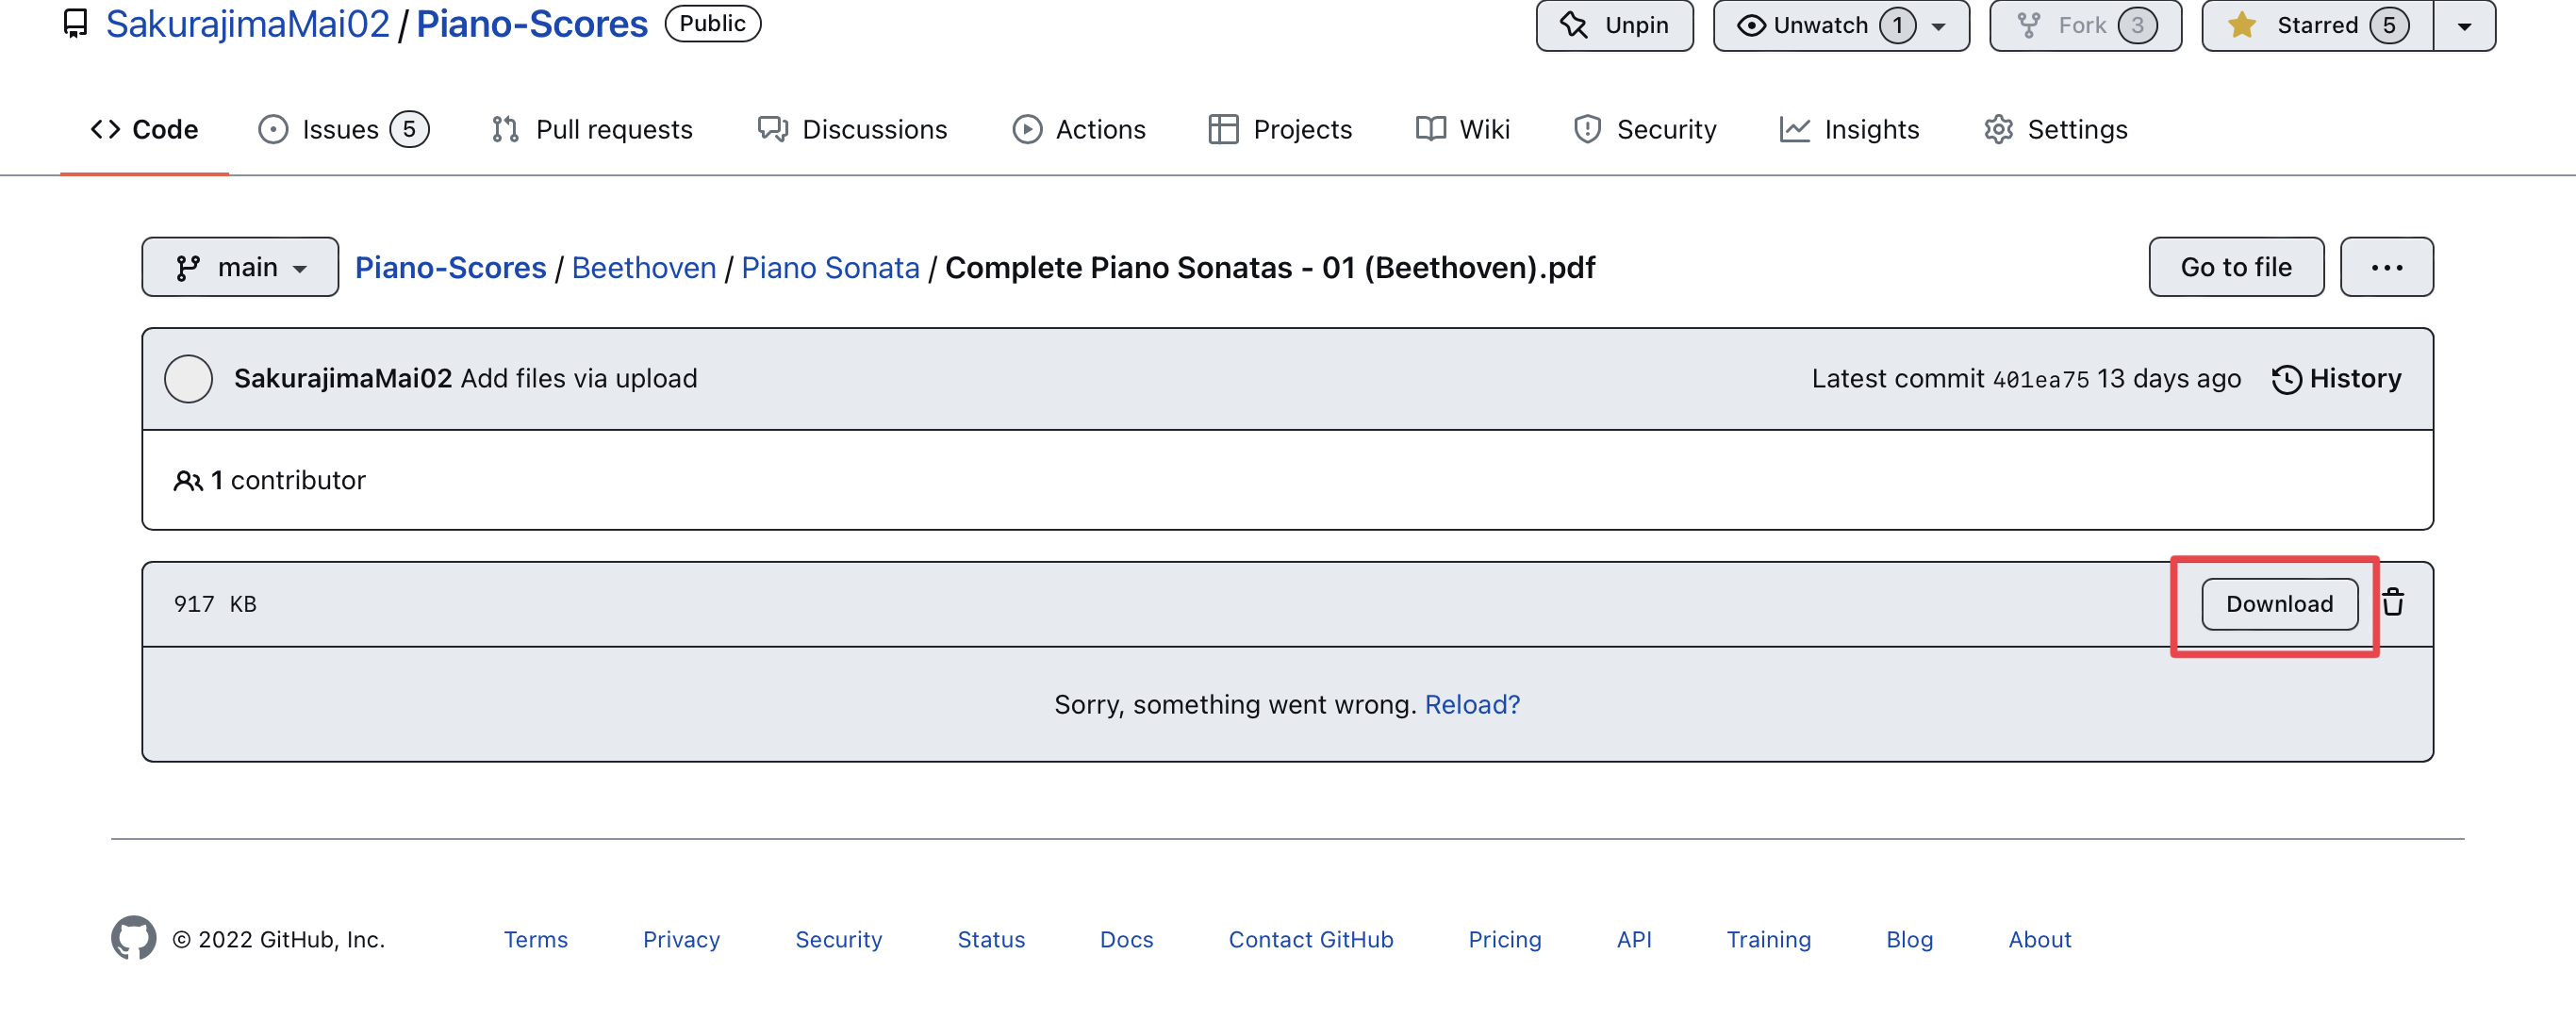 SakurajimaMai02 / Piano-Scores Public Unpin Unwatch 1 Fork 3 Starred 5
Code Issues 5 Pull requests Discussions Actions Projects Wiki Security Insights Settings
main Piano-Scores / Beethoven / Piano Sonata / Complete Piano Sonatas - 01 (Beethoven).pdf Go to file ...
SakurajimaMai02 Add files via upload Latest commit 401ea75 13 days ago History
1 contributor
917 KB Download
Sorry, something went wrong. Reload?
© 2022 GitHub, Inc. Terms Privacy Security Status Docs Contact GitHub Pricing API Training Blog About